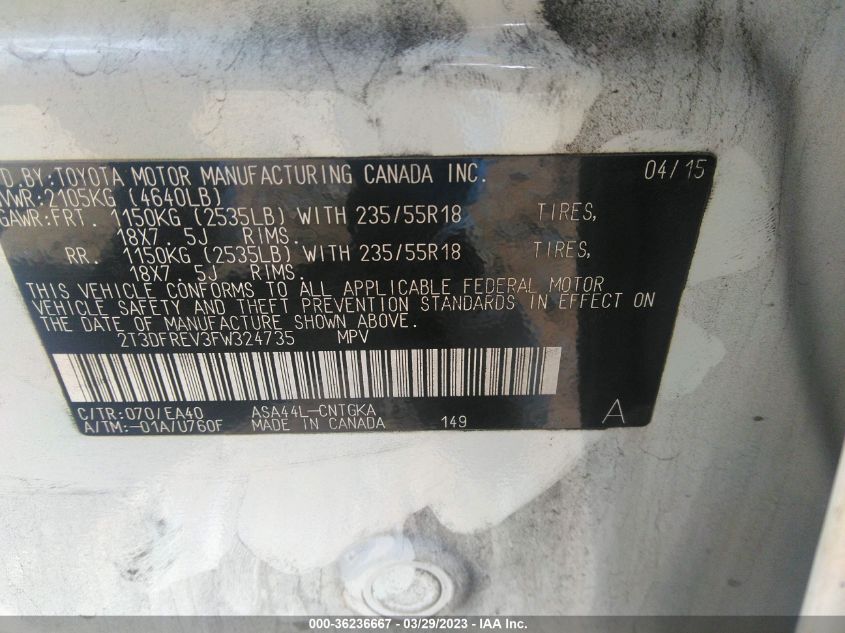 D.BY:TOYOTA MOTOR MANUFACTURING CANADA INC. 04/15
VWR:2105KG (4640LB)
GAWR:FRT. 1150KG (2535LB) WITH 235/55R18 TIRES,
18X7. 5J RIMS.
RR. 1150KG (2535LB) WITH 235/55R18 TIRES,
18X7. 5J RIMS.
THIS VEHICLE CONFORMS TO ALL APPLICABLE FEDERAL MOTOR
VEHICLE SAFETY AND THEFT PREVENTION STANDARDS IN EFFECT ON
THE DATE OF MANUFACTURE SHOWN ABOVE.
2T3DFREV3FW324735 MPV
C/TR:070/EA40 ASA44L-CNTGKA
A/TM:-01A/U760F MADE IN CANADA 149 A
000-36236667 - 03/29/2023 - IAA Inc.